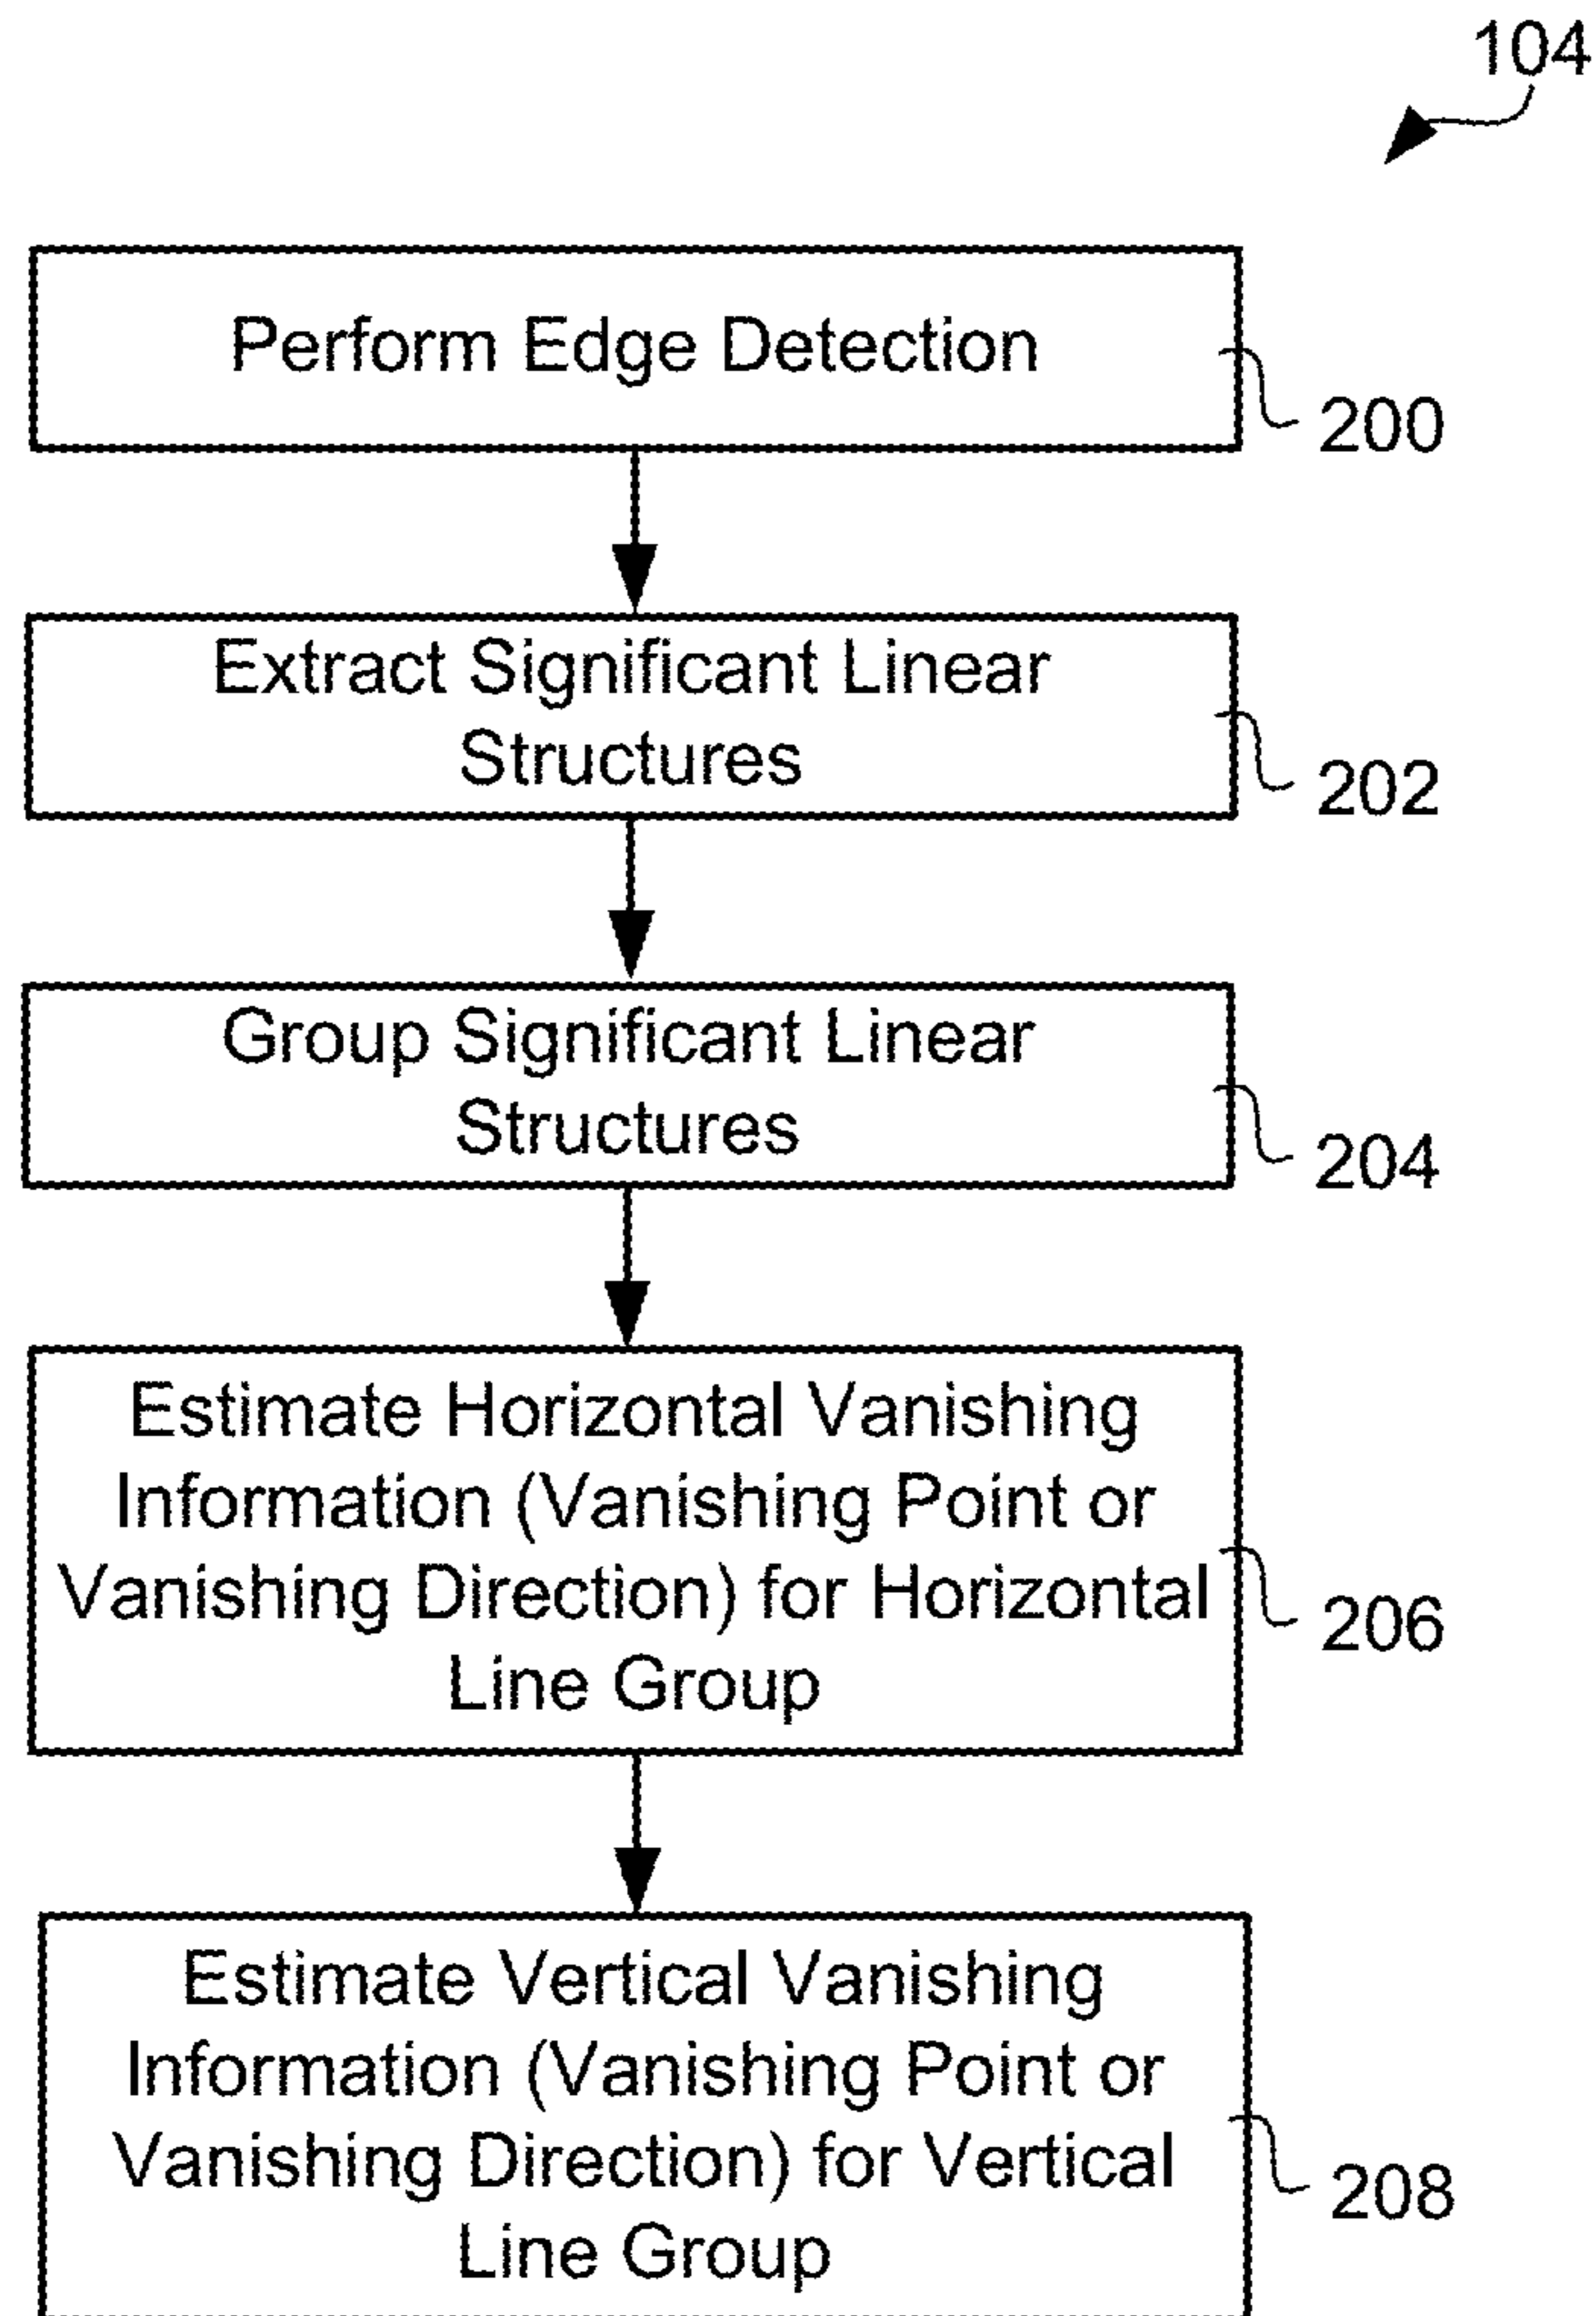 104
Perform Edge Detection
200
Extract Significant Linear
Structures
202
Group Significant Linear
Structures
204
Estimate Horizontal Vanishing
Information (Vanishing Point or
Vanishing Direction) for Horizontal
Line Group
206
Estimate Vertical Vanishing
Information (Vanishing Point or
Vanishing Direction) for Vertical
Line Group
208